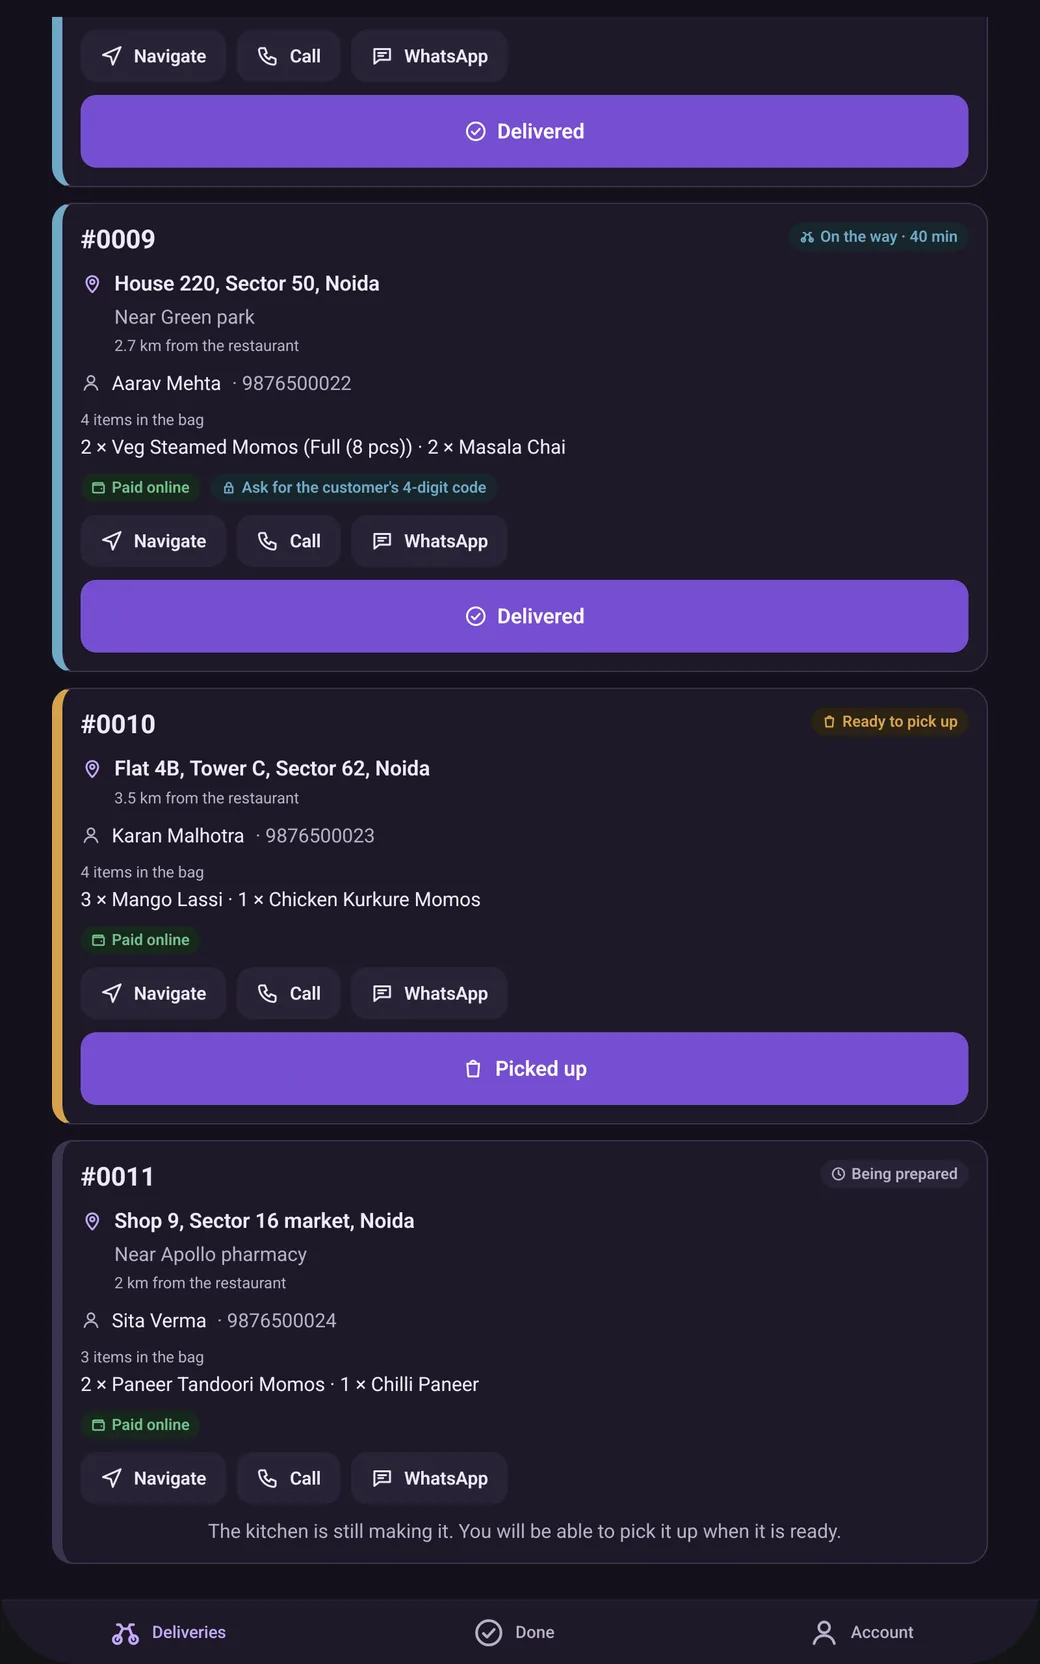 Navigate Call WhatsApp
Delivered
#0009 On the way · 40 min
House 220, Sector 50, Noida
Near Green park
2.7 km from the restaurant
Aarav Mehta · 9876500022
4 items in the bag
2 × Veg Steamed Momos (Full (8 pcs)) · 2 × Masala Chai
Paid online Ask for the customer's 4-digit code
Navigate Call WhatsApp
Delivered
#0010 Ready to pick up
Flat 4B, Tower C, Sector 62, Noida
3.5 km from the restaurant
Karan Malhotra · 9876500023
4 items in the bag
3 × Mango Lassi · 1 × Chicken Kurkure Momos
Paid online
Navigate Call WhatsApp
Picked up
#0011 Being prepared
Shop 9, Sector 16 market, Noida
Near Apollo pharmacy
2 km from the restaurant
Sita Verma · 9876500024
3 items in the bag
2 × Paneer Tandoori Momos · 1 × Chilli Paneer
Paid online
Navigate Call WhatsApp
The kitchen is still making it. You will be able to pick it up when it is ready.
Deliveries Done Account